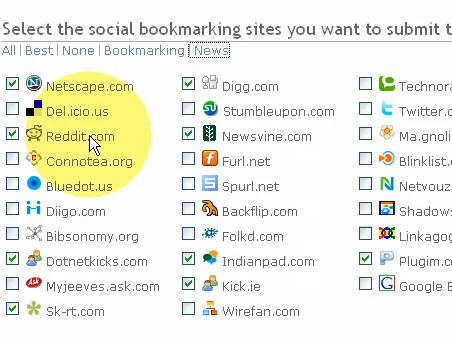 Select the social bookmarking sites you want to submit t
All | Best | None | Bookmarking | News
Netscape.com Digg.com Technora
Del.icio.us Stumbleupon.com Twitter.c
Reddit.com Newsvine.com Ma.gnoli
Connotea.org Furl.net Blinklist.
Bluedot.us Spurl.net Netvouz
Diigo.com Backflip.com Shadows
Bibsonomy.org Folkd.com Linkagog
Dotnetkicks.com Indianpad.com Plugim.c
Myjeeves.ask.com Kick.ie Google B
Sk-rt.com Wirefan.com